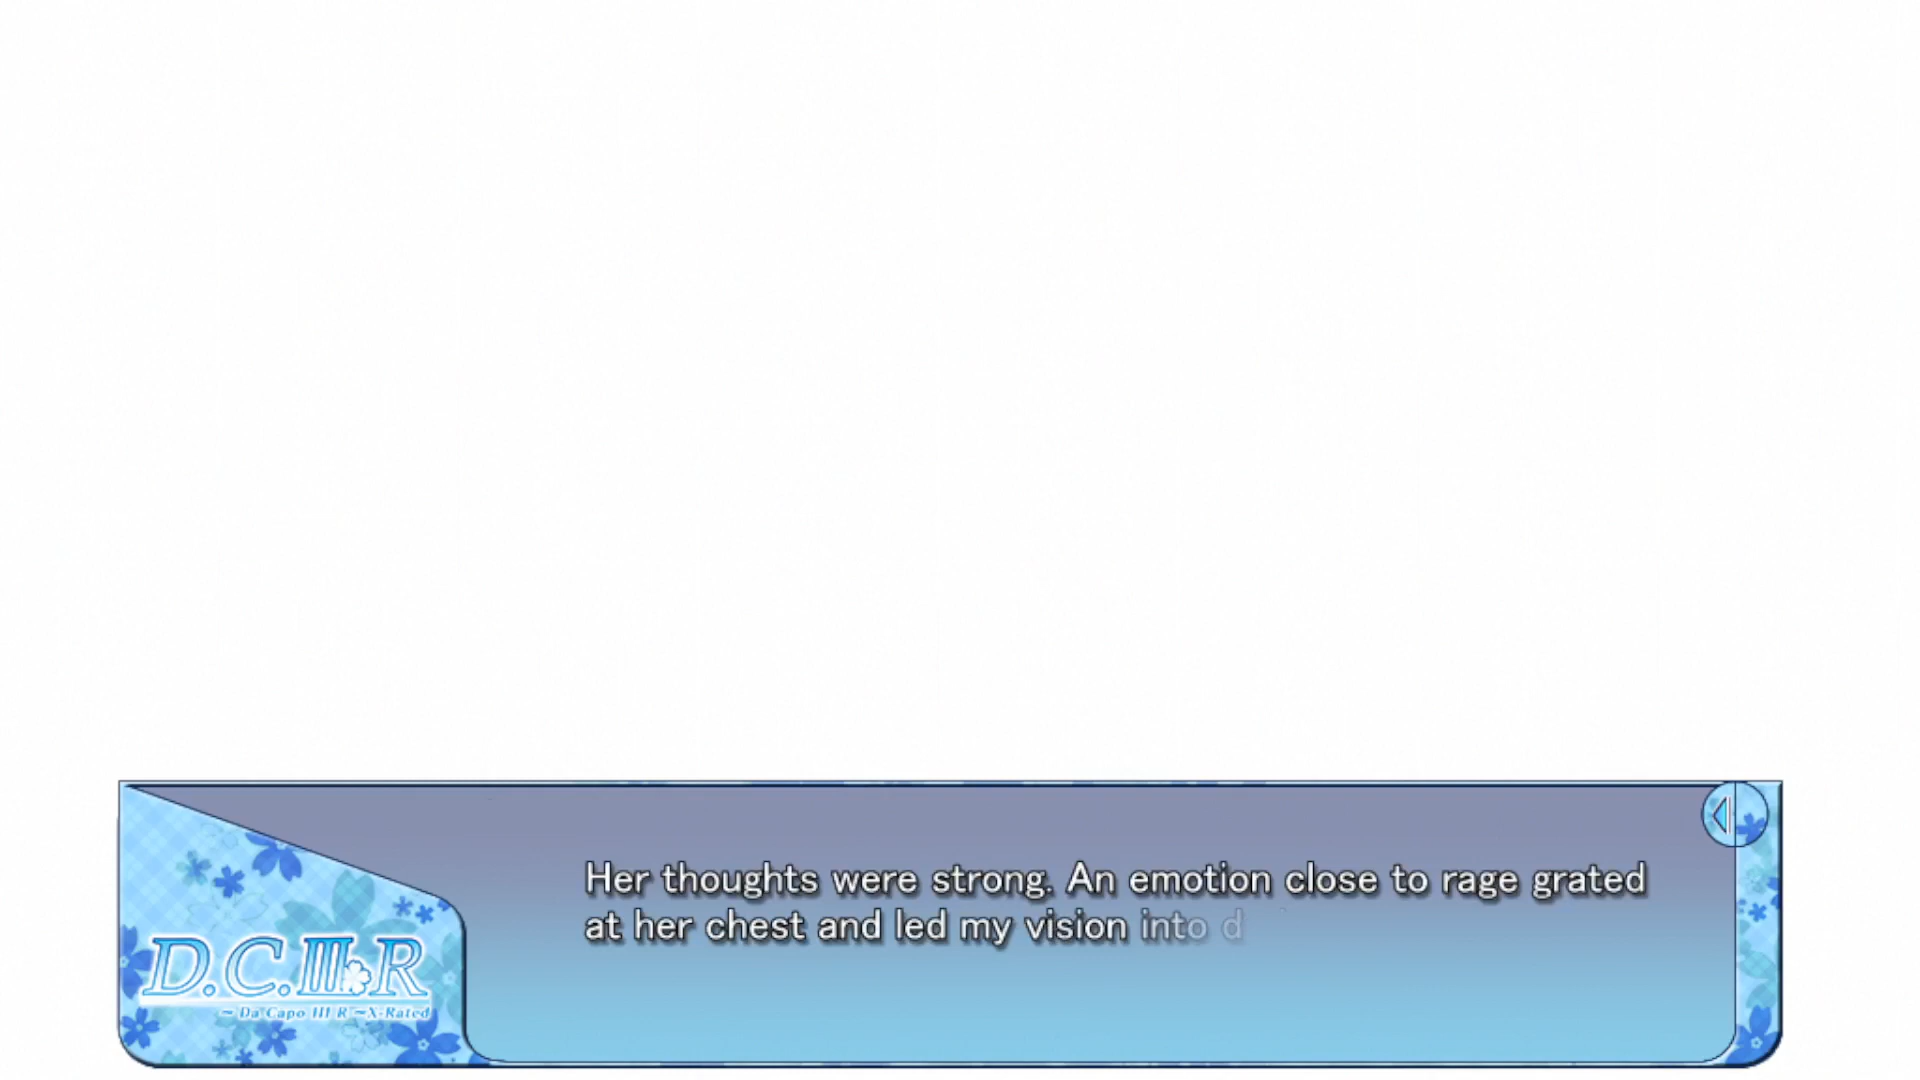 Her thoughts were strong. An emotion close to rage grated
at her chest and led my vision into d
D.C.III R
~ Da Capo III R ~X-Rated